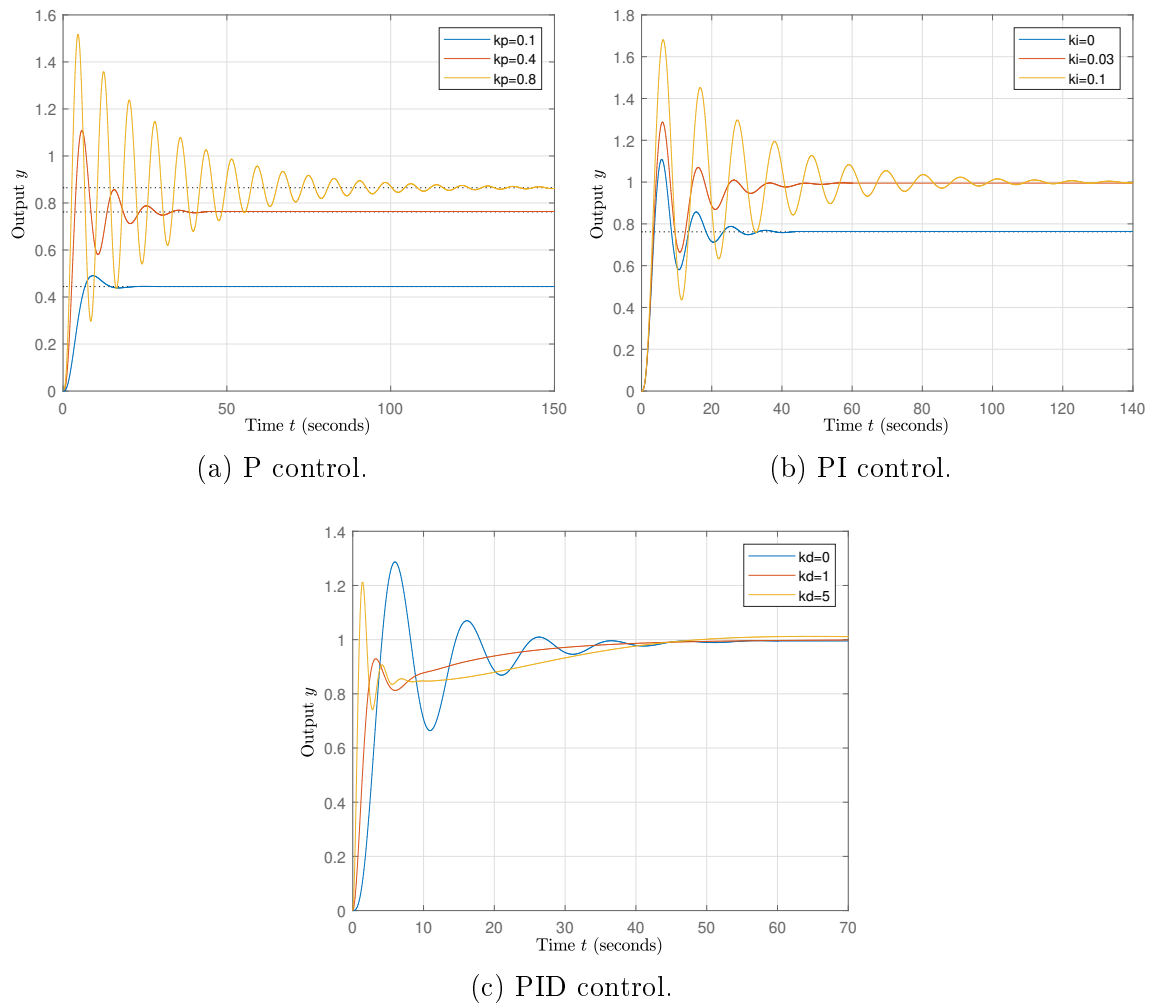 1.6
1.4
1.2
1
0.8
0.6
0.4
0.2
0
Output y
kp=0.1
kp=0.4
kp=0.8
0 50 100 150
Time t (seconds)
(a) P control.
1.8
1.6
1.4
1.2
1.0
0.8
0.6
0.4
0.2
0
Output y
ki=0
ki=0.03
ki=0.1
0 20 40 60 80 100 120 140
Time t (seconds)
(b) PI control.
1.4
1.2
1
0.8
0.6
0.4
0.2
0
Output y
kd=0
kd=1
kd=5
0 10 20 30 40 50 60 70
Time t (seconds)
(c) PID control.